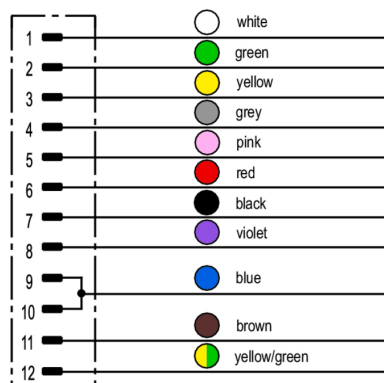 1 white
2 green
3 yellow
4 grey
5 pink
6 red
7 black
8 violet
9 blue
10
11 brown
12 yellow/green